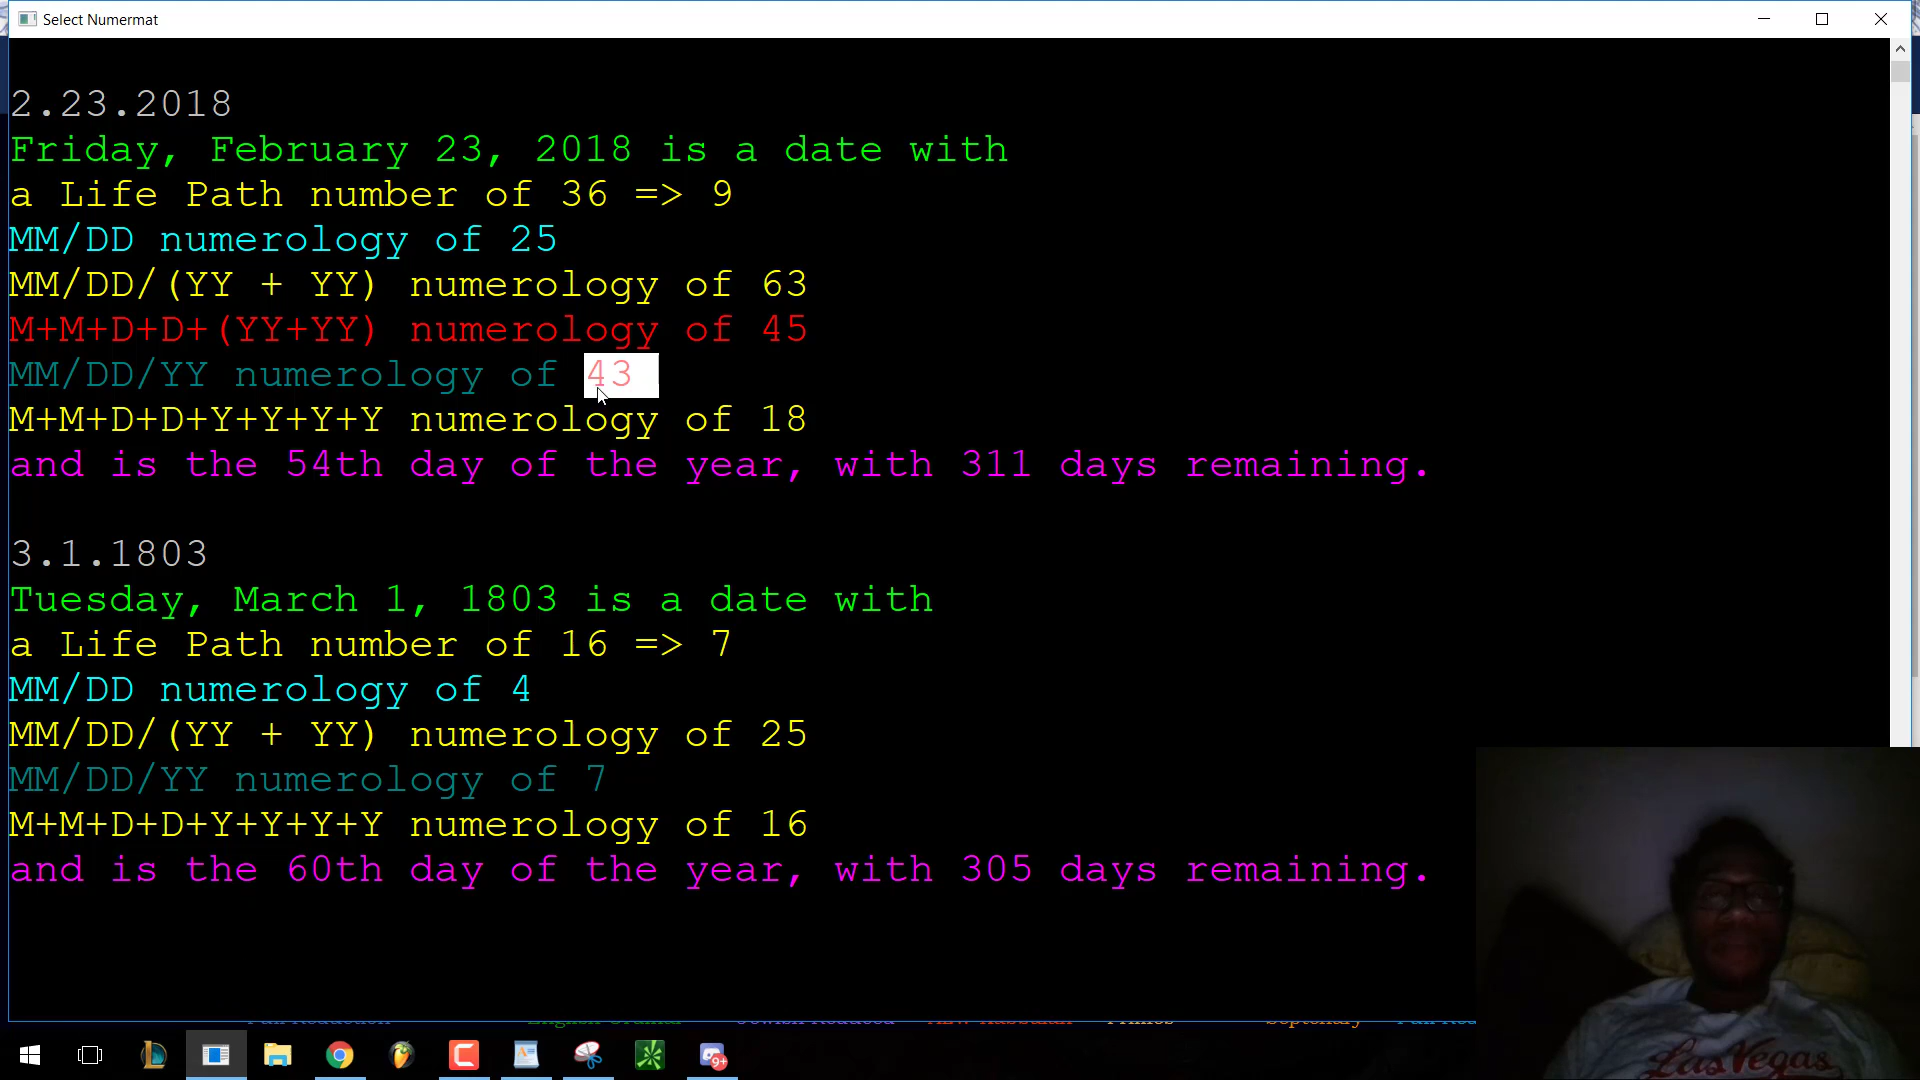 Select Numermat
2.23.2018
Friday, February 23, 2018 is a date with
a Life Path number of 36 => 9
MM/DD numerology of 25
MM/DD/(YY + YY) numerology of 63
M+M+D+D+(YY+YY) numerology of 45
MM/DD/YY numerology of 43
M+M+D+D+Y+Y+Y+Y numerology of 18
and is the 54th day of the year, with 311 days remaining.
3.1.1803
Tuesday, March 1, 1803 is a date with
a Life Path number of 16 => 7
MM/DD numerology of 4
MM/DD/(YY + YY) numerology of 25
MM/DD/YY numerology of 7
M+M+D+D+Y+Y+Y+Y numerology of 16
and is the 60th day of the year, with 305 days remaining.
Las Vegas
9+